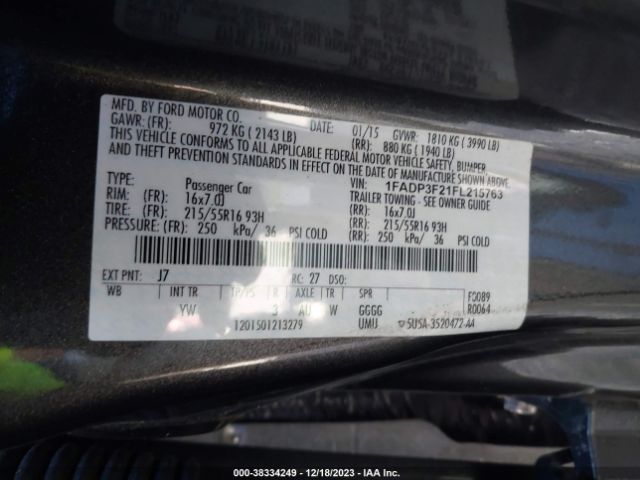 MFD. BY FORD MOTOR CO.
DATE: 01/15 GVWR: 1810 KG ( 3990 LB)
GAWR: (FR): 972 KG ( 2143 LB) (RR): 880 KG ( 1940 LB)
THIS VEHICLE CONFORMS TO ALL APPLICABLE FEDERAL MOTOR VEHICLE SAFETY, BUMPER,
AND THEFT PREVENTION STANDARDS IN EFFECT ON THE DATE OF MANUFACTURE SHOWN ABOVE.
VIN: 1FADP3F21FL215763
TYPE: Passenger Car TRAILER TOWING - SEE OWNER GUIDE
RIM: (FR) 16x7.0J (RR) 16x7.0J
TIRE: (FR) 215/55R16 93H (RR) 215/55R16 93H
PRESSURE: (FR) 250 kPa/ 36 PSI COLD (RR) 250 kPa/ 36 PSI COLD
EXT PNT: J7 RC: 27 DSO:
WB INT TR TP/PS R AXLE TR SPR
YW 3 AU W GGGG
F0089
R0064
1201501213279 UMU 5USA-3520472-AA
000-38334249 - 12/18/2023 - IAA Inc.